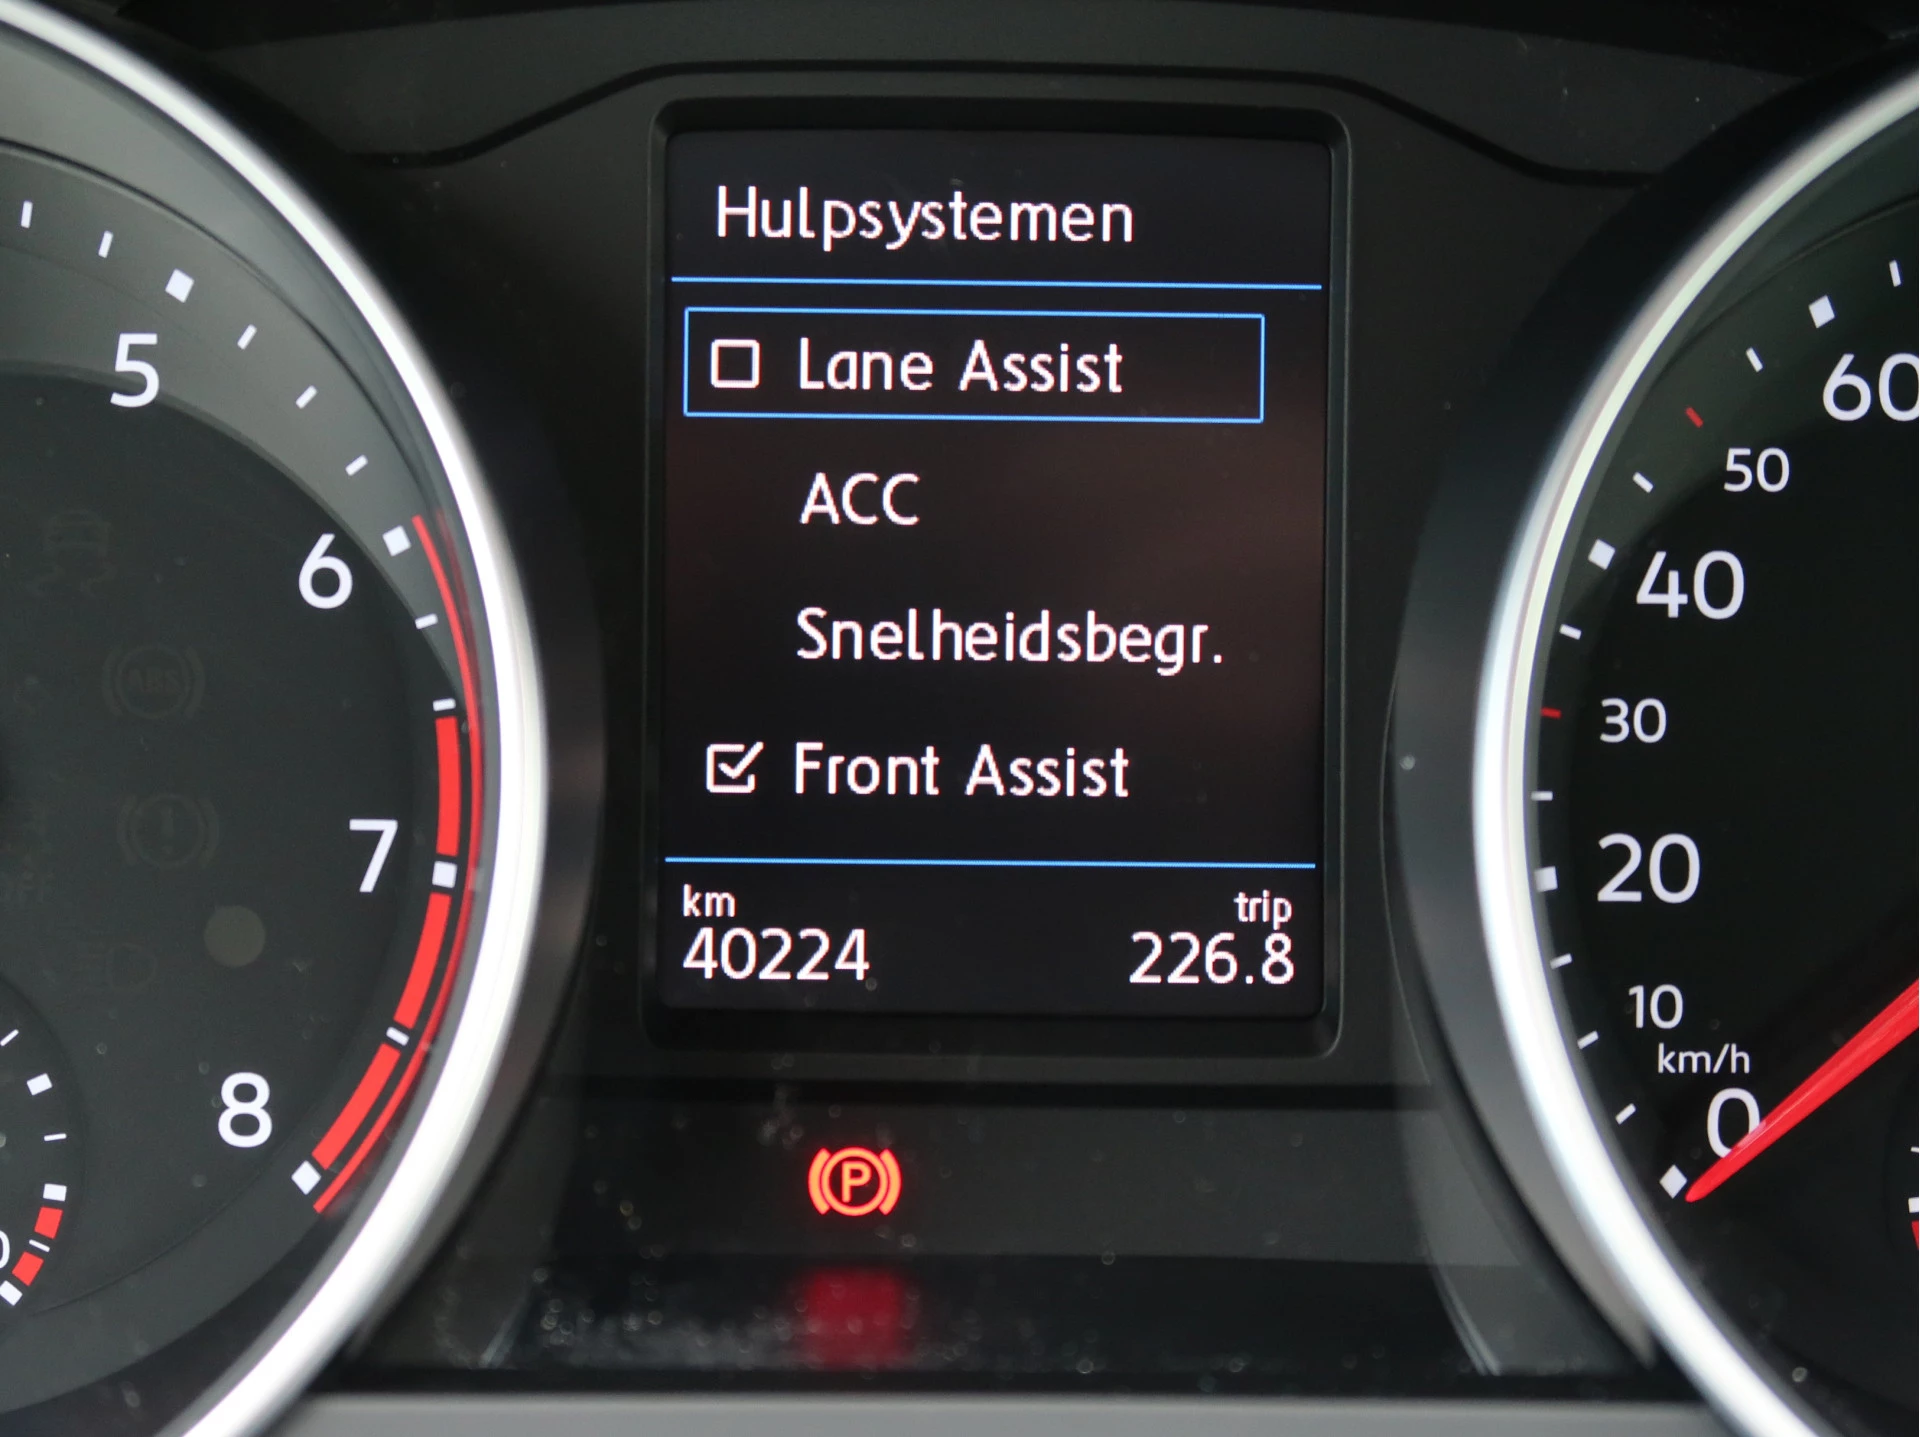 Hulpsystemen
Lane Assist
ACC
Snelheidsbegr.
Front Assist
km
trip
40224
226.8
5
6
7
8
60
50
40
30
20
10
km/h
0
P
ABS